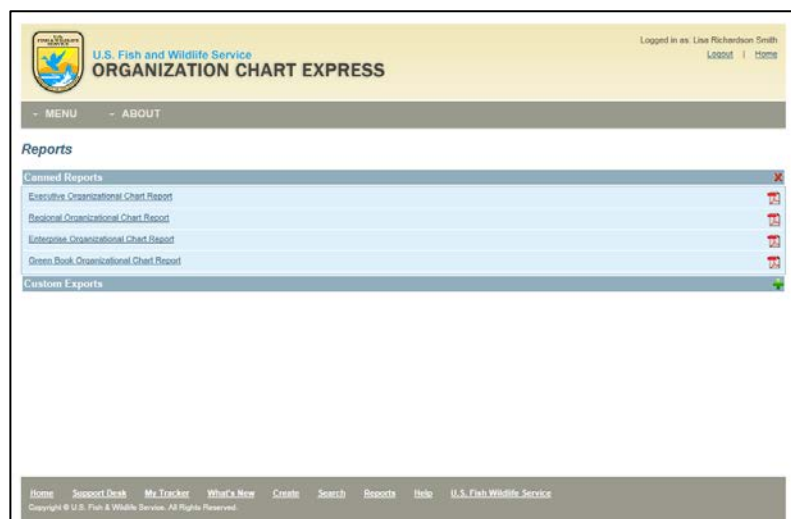 U.S.
FISH & WILDLIFE
SERVICE
Logged in as: Lisa Richardson Smith
U.S. Fish and Wildlife Service
Logout | Home
ORGANIZATION CHART EXPRESS
MENU ABOUT
Reports
Canned Reports
Executive Organizational Chart Report
Regional Organizational Chart Report
Enterprise Organizational Chart Report
Green Book Organizational Chart Report
Custom Exports
Home Support Desk My Tracker What's New Create Search Reports Help U.S. Fish Wildlife Service
Copyright © U.S. Fish & Wildlife Service. All Rights Reserved.